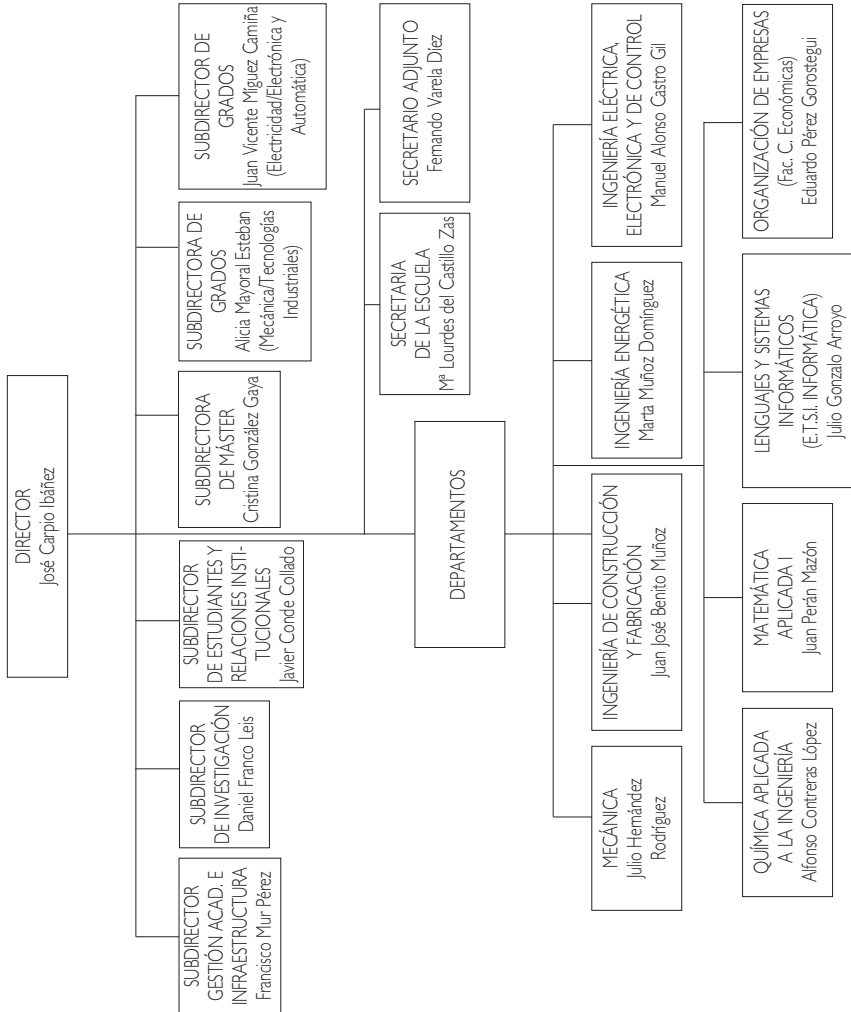 DIRECTOR
José Carpio Ibáñez
SUBDIRECTOR
GESTIÓN ACAD. E
INFRAESTRUCTURA
Francisco Mur Pérez
SUBDIRECTOR
DE INVESTIGACIÓN
Daniel Franco Leis
SUBDIRECTOR
DE ESTUDIANTES Y
RELACIONES INSTI-
TUCIONALES
Javier Conde Collado
SUBDIRECTORA
DE MÁSTER
Cristina González Gaya
SUBDIRECTORA DE
GRADOS
Alicia Mayoral Esteban
(Mecánica/Tecnologías
Industriales)
SUBDIRECTOR DE
GRADOS
Juan Vicente Míguez Camiña
(Electricidad/Electrónica y
Automática)
SECRETARIA
DE LA ESCUELA
Mª Lourdes del Castillo Zas
SECRETARIO ADJUNTO
Fernando Varela Díez
DEPARTAMENTOS
MECÁNICA
Julio Hernández
Rodríguez
INGENIERÍA DE CONSTRUCCIÓN
Y FABRICACIÓN
Juan José Benito Muñoz
INGENIERÍA ENERGÉTICA
Marta Muñoz Domínguez
INGENIERÍA ELÉCTRICA,
ELECTRÓNICA Y DE CONTROL
Manuel Alonso Castro Gil
QUÍMICA APLICADA
A LA INGENIERÍA
Alfonso Contreras López
MATEMÁTICA
APLICADA I
Juan Perán Mazón
LENGUAJES Y SISTEMAS
INFORMÁTICOS
(E.T.S.I. INFORMÁTICA)
Julio Gonzalo Arroyo
ORGANIZACIÓN DE EMPRESAS
(Fac. C. Económicas)
Eduardo Pérez Gorostegui